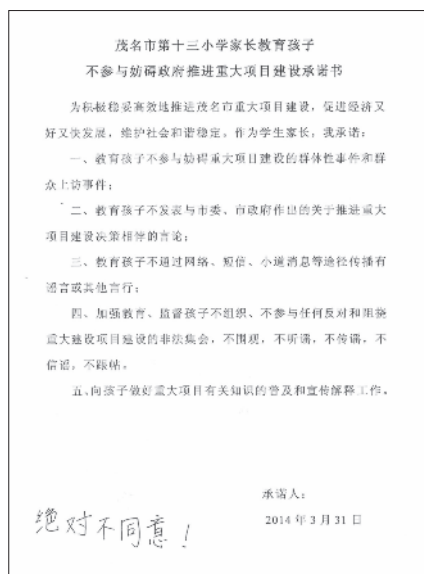 茂名市第十三小学家长教育孩子
不参与妨碍政府推进重大项目建设承诺书
为积极稳妥高效地推进茂名市重大项目建设，促进经济又
好又快发展，维护社会和谐稳定。作为学生家长，我承诺：
一、教育孩子不参与妨碍重大项目建设的群体性事件和群
众上访事件；
二、教育孩子不发表与市委、市政府作出的关于推进重大
项目建设决策相悖的言论；
三、教育孩子不通过网络、短信、小道消息等途径传播有
谣言或其他言行；
四、加强教育、监督孩子不组织、不参与任何反对和阻挠
重大建设项目建设的非法集会，不围观，不听谣，不传谣，不
信谣，不跟帖。
五、向孩子做好重大项目有关知识的普及和宣传解释工作。
承诺人：
绝对不同意！
2014年3月31日